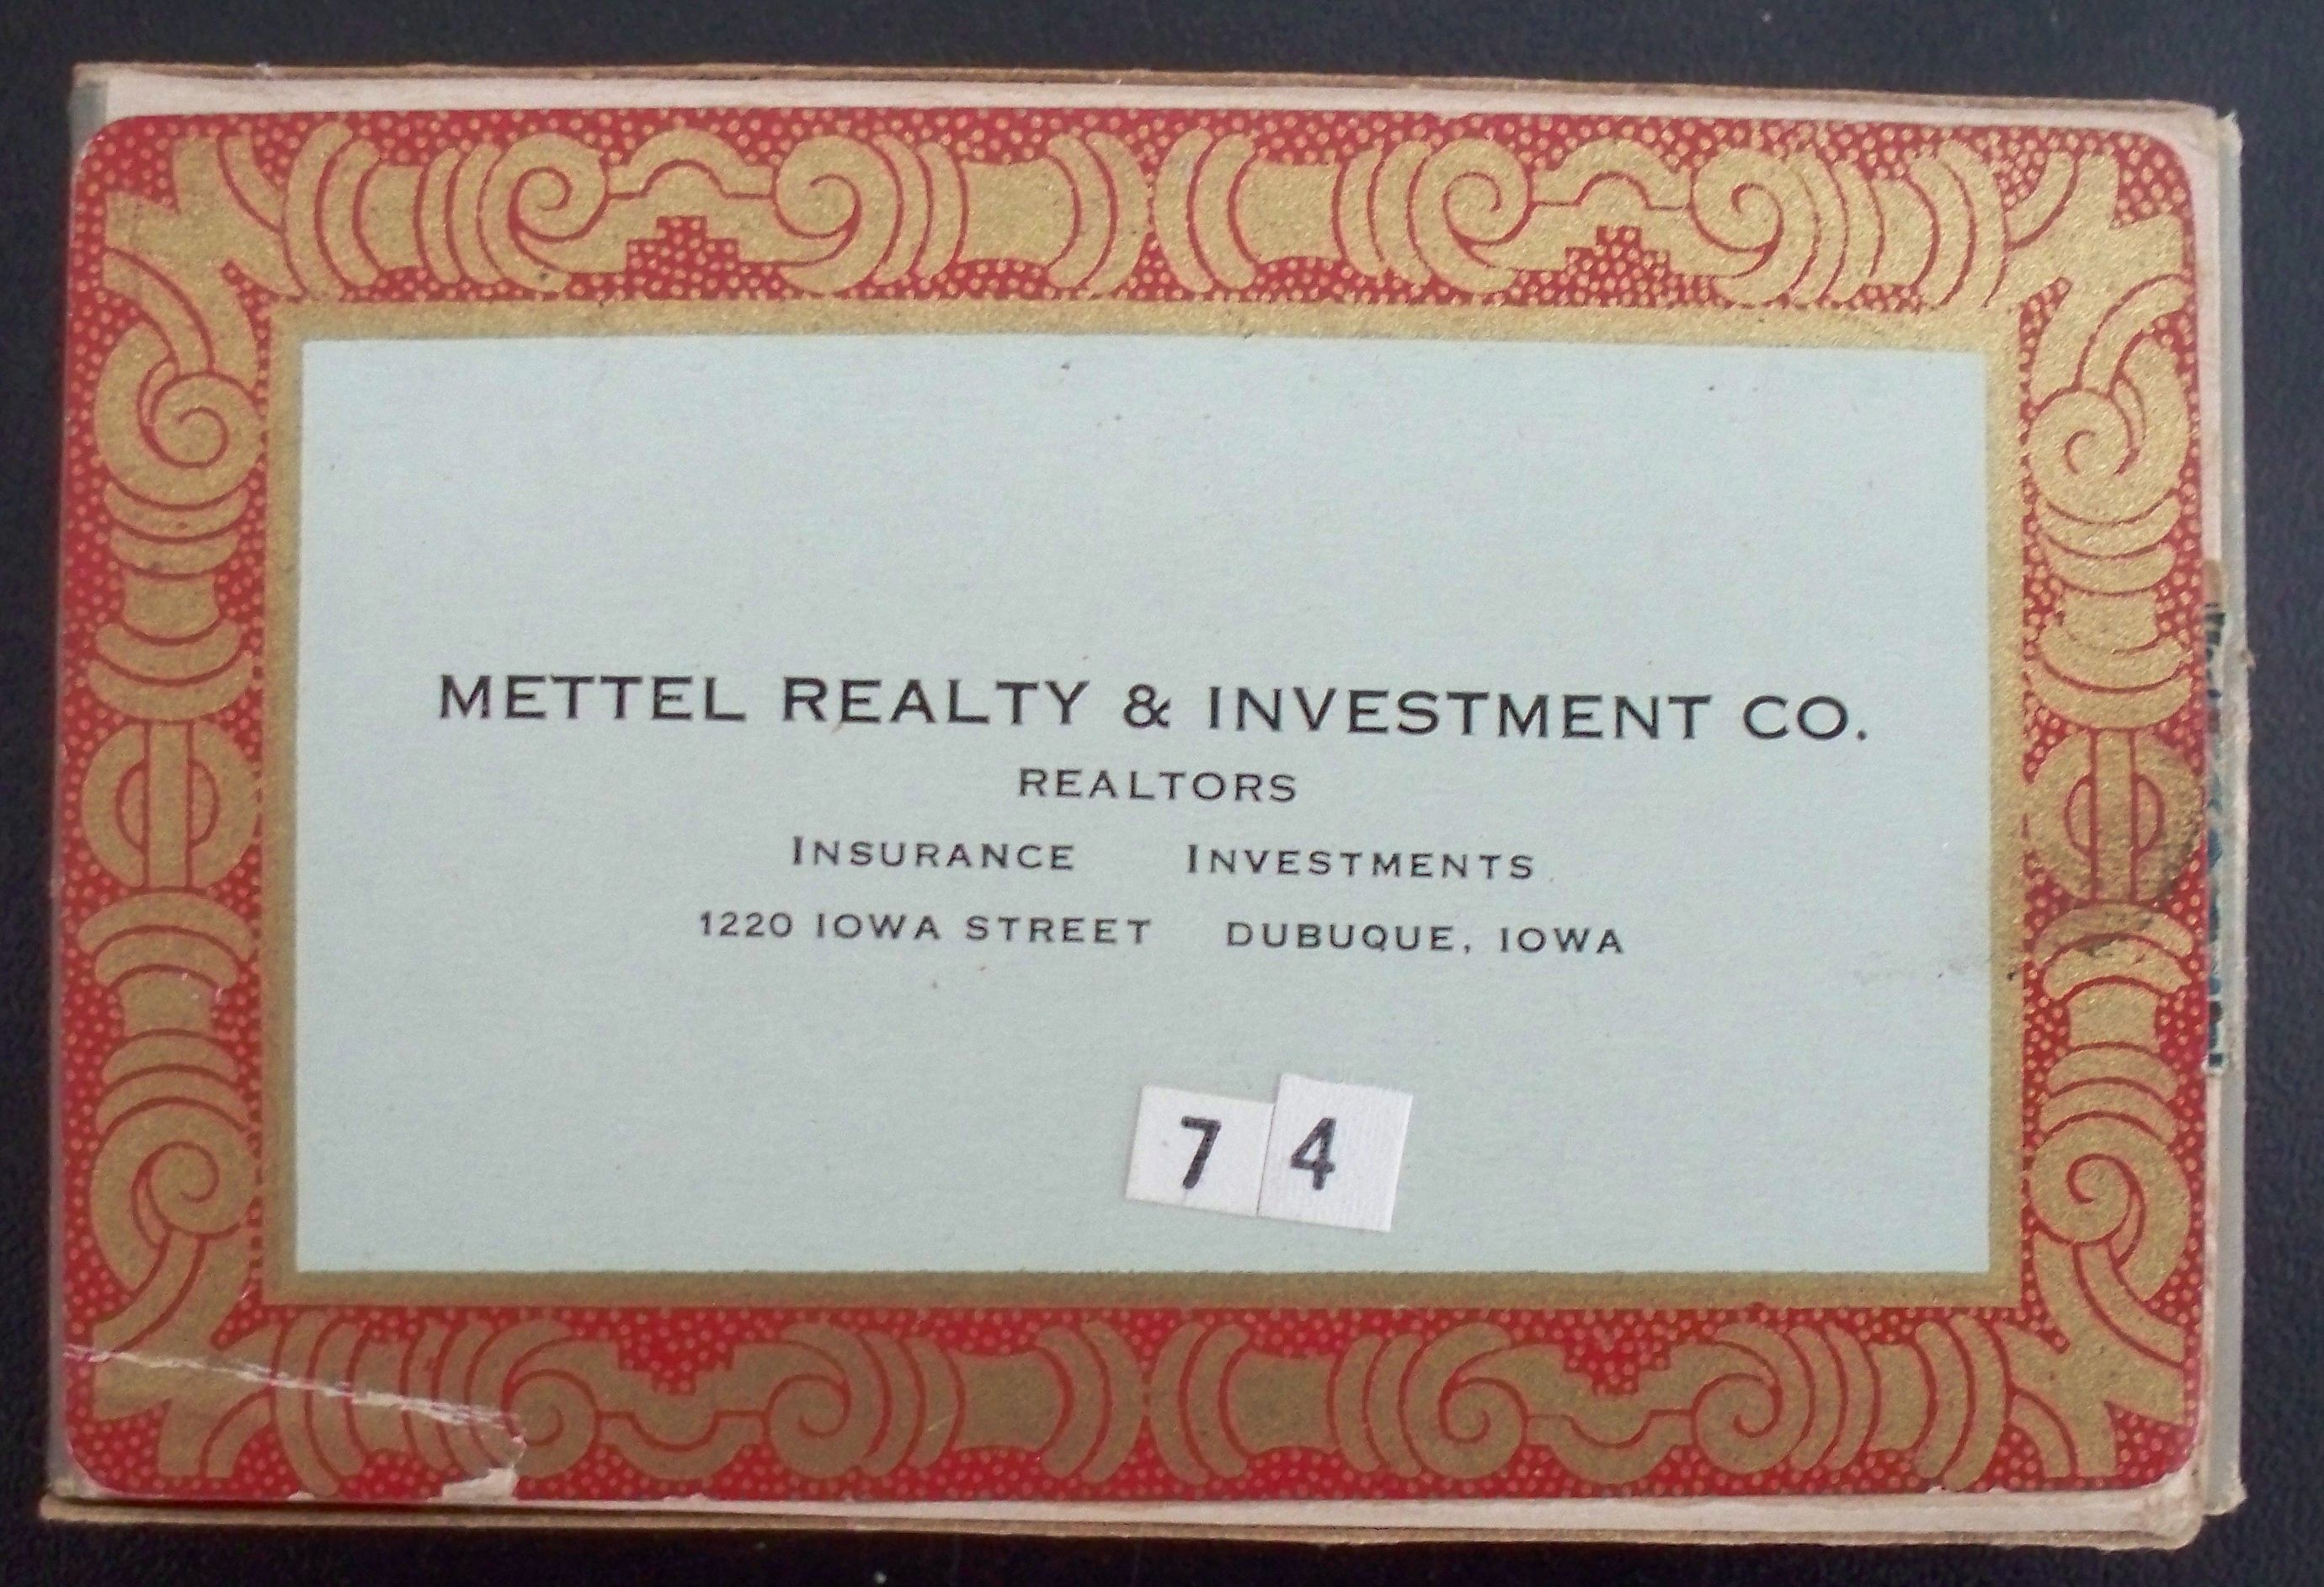 METTEL REALTY & INVESTMENT CO.
REALTORS
INSURANCE INVESTMENTS
1220 IOWA STREET DUBUQUE, IOWA
74